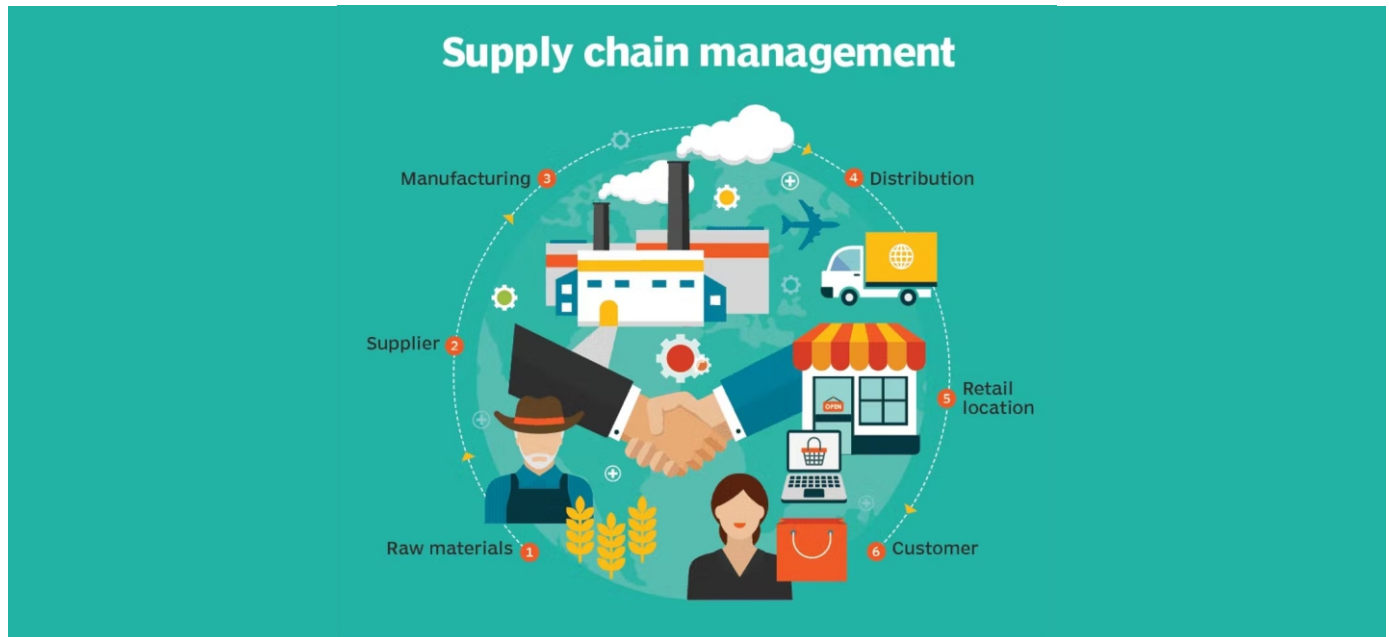 Supply chain management
Manufacturing 3
4 Distribution
Supplier 2
5 Retail
location
OPEN
Raw materials 1
6 Customer